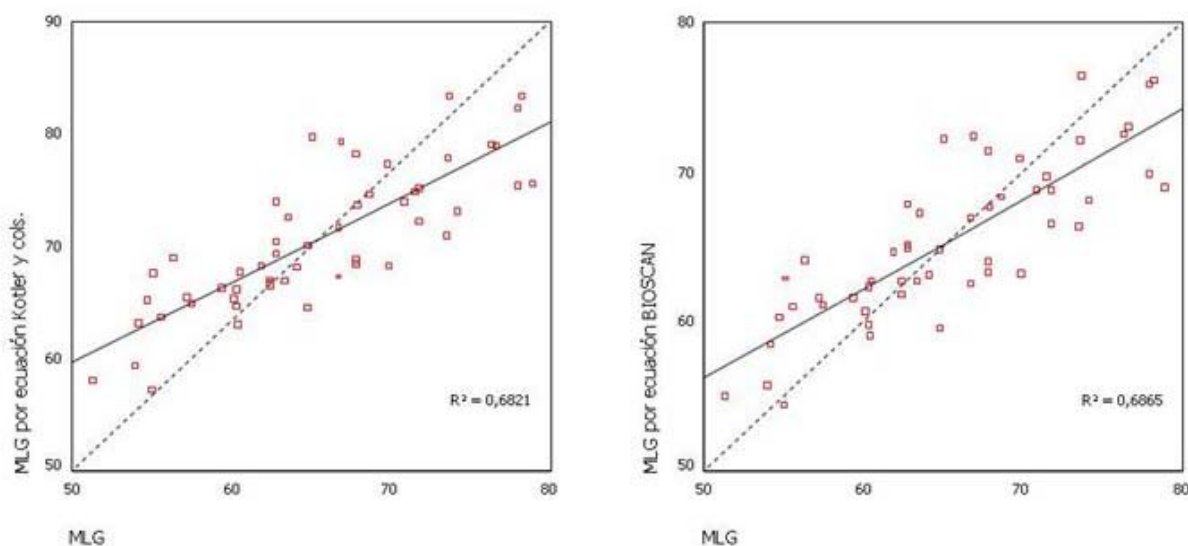 MLG por ecuación Kotler y cols.
90
80
70
60
50
50 60 70 80
MLG
R² = 0,6821
MLG por ecuación BIOSCAN
80
70
60
50
50 60 70 80
MLG
R² = 0,6865